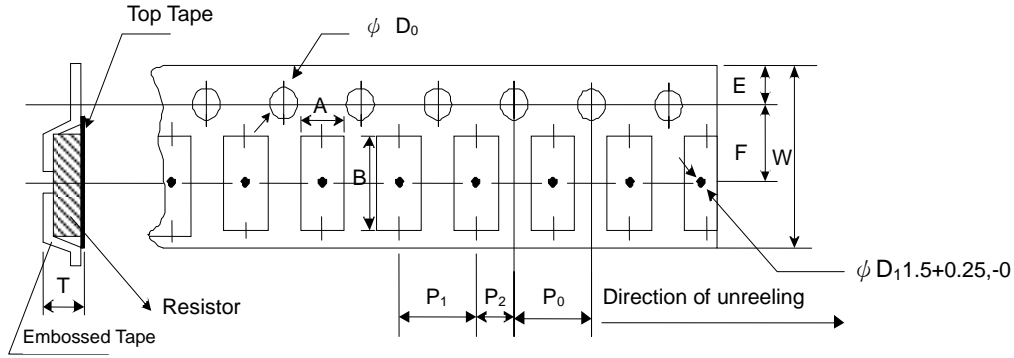 Top Tape
ϕ D₀
E
A
F
W
B
ϕ D₁1.5+0.25,-0
T
P₁
P₂
P₀
Direction of unreeling
Resistor
Embossed Tape